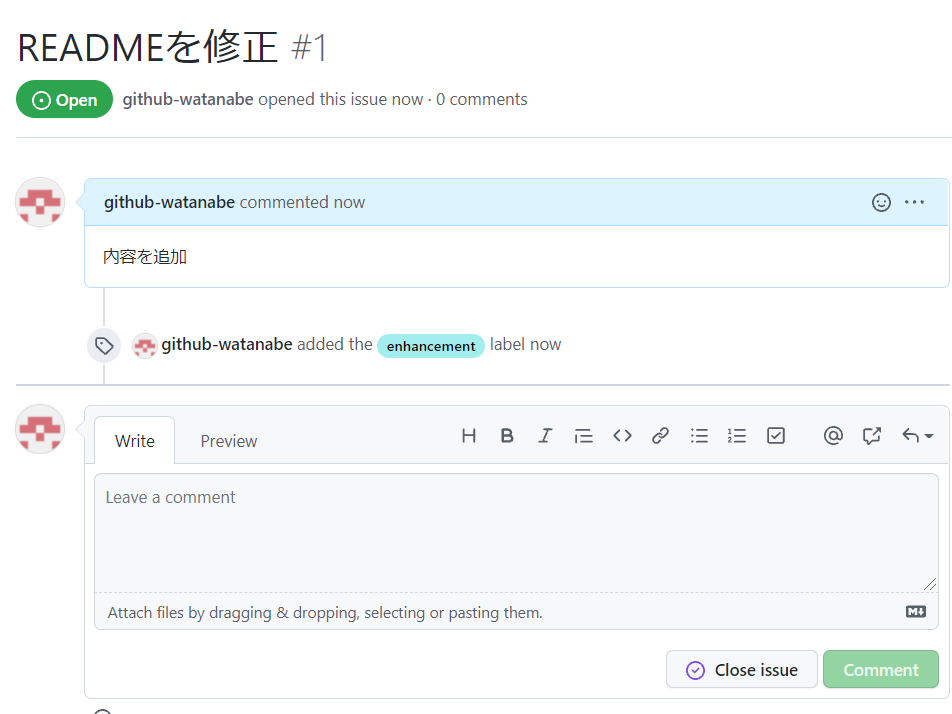 READMEを修正 #1
Open github-watanabe opened this issue now · 0 comments
github-watanabe commented now
内容を追加
github-watanabe added the enhancement label now
Write Preview H B I
Leave a comment
Attach files by dragging & dropping, selecting or pasting them.
Close issue Comment